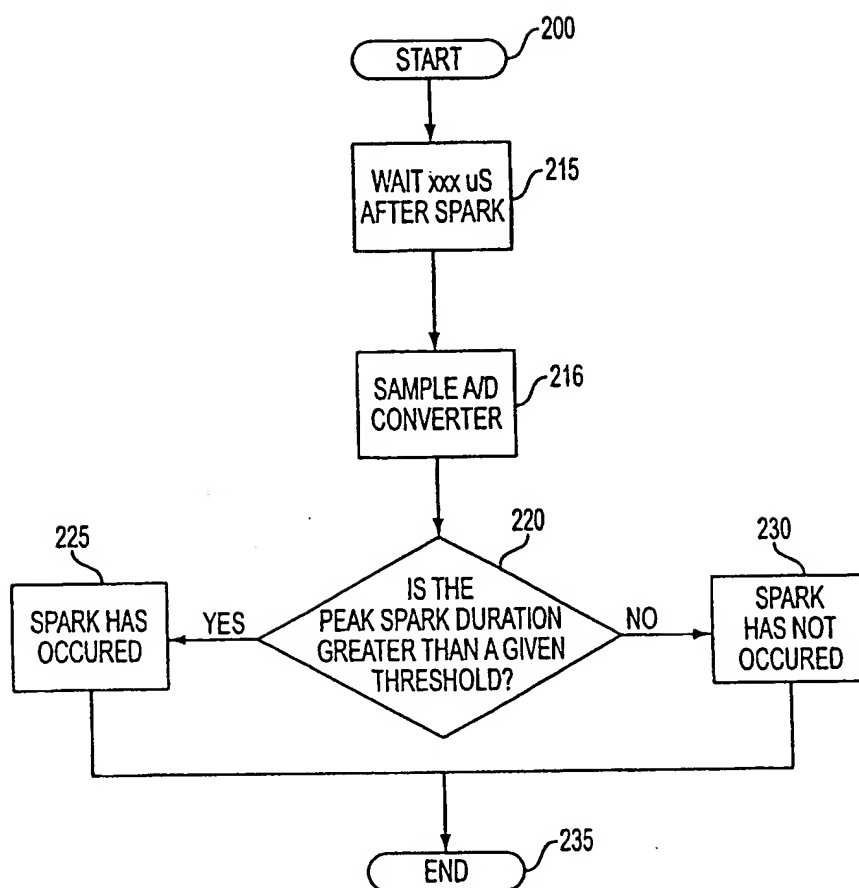 200
START
WAIT xxx uS
AFTER SPARK
215
SAMPLE A/D
CONVERTER
216
220
IS THE
PEAK SPARK DURATION
GREATER THAN A GIVEN
THRESHOLD?
225
SPARK HAS
OCCURED
YES
NO
230
SPARK
HAS NOT
OCCURED
END
235